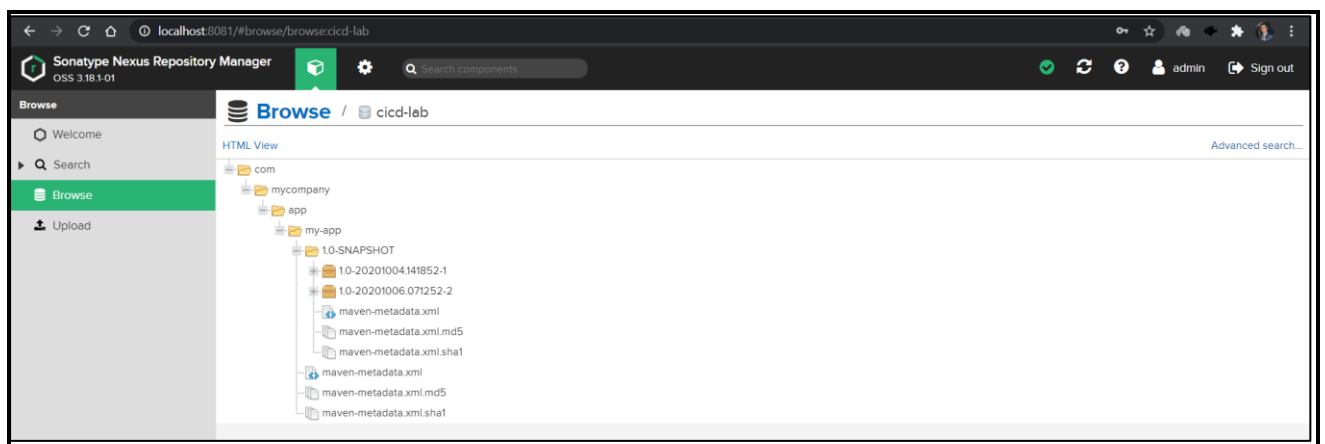 localhost:8081/#browse/browse:cicd-lab
Sonatype Nexus Repository Manager
OSS 3.18.1-01
Search components
admin
Sign out
Browse
Browse / cicd-lab
Welcome
HTML View
Advanced search...
Search
Browse
Upload
com
mycompany
app
my-app
1.0-SNAPSHOT
1.0-20201004.141852-1
1.0-20201006.071252-2
maven-metadata.xml
maven-metadata.xml.md5
maven-metadata.xml.sha1
maven-metadata.xml
maven-metadata.xml.md5
maven-metadata.xml.sha1